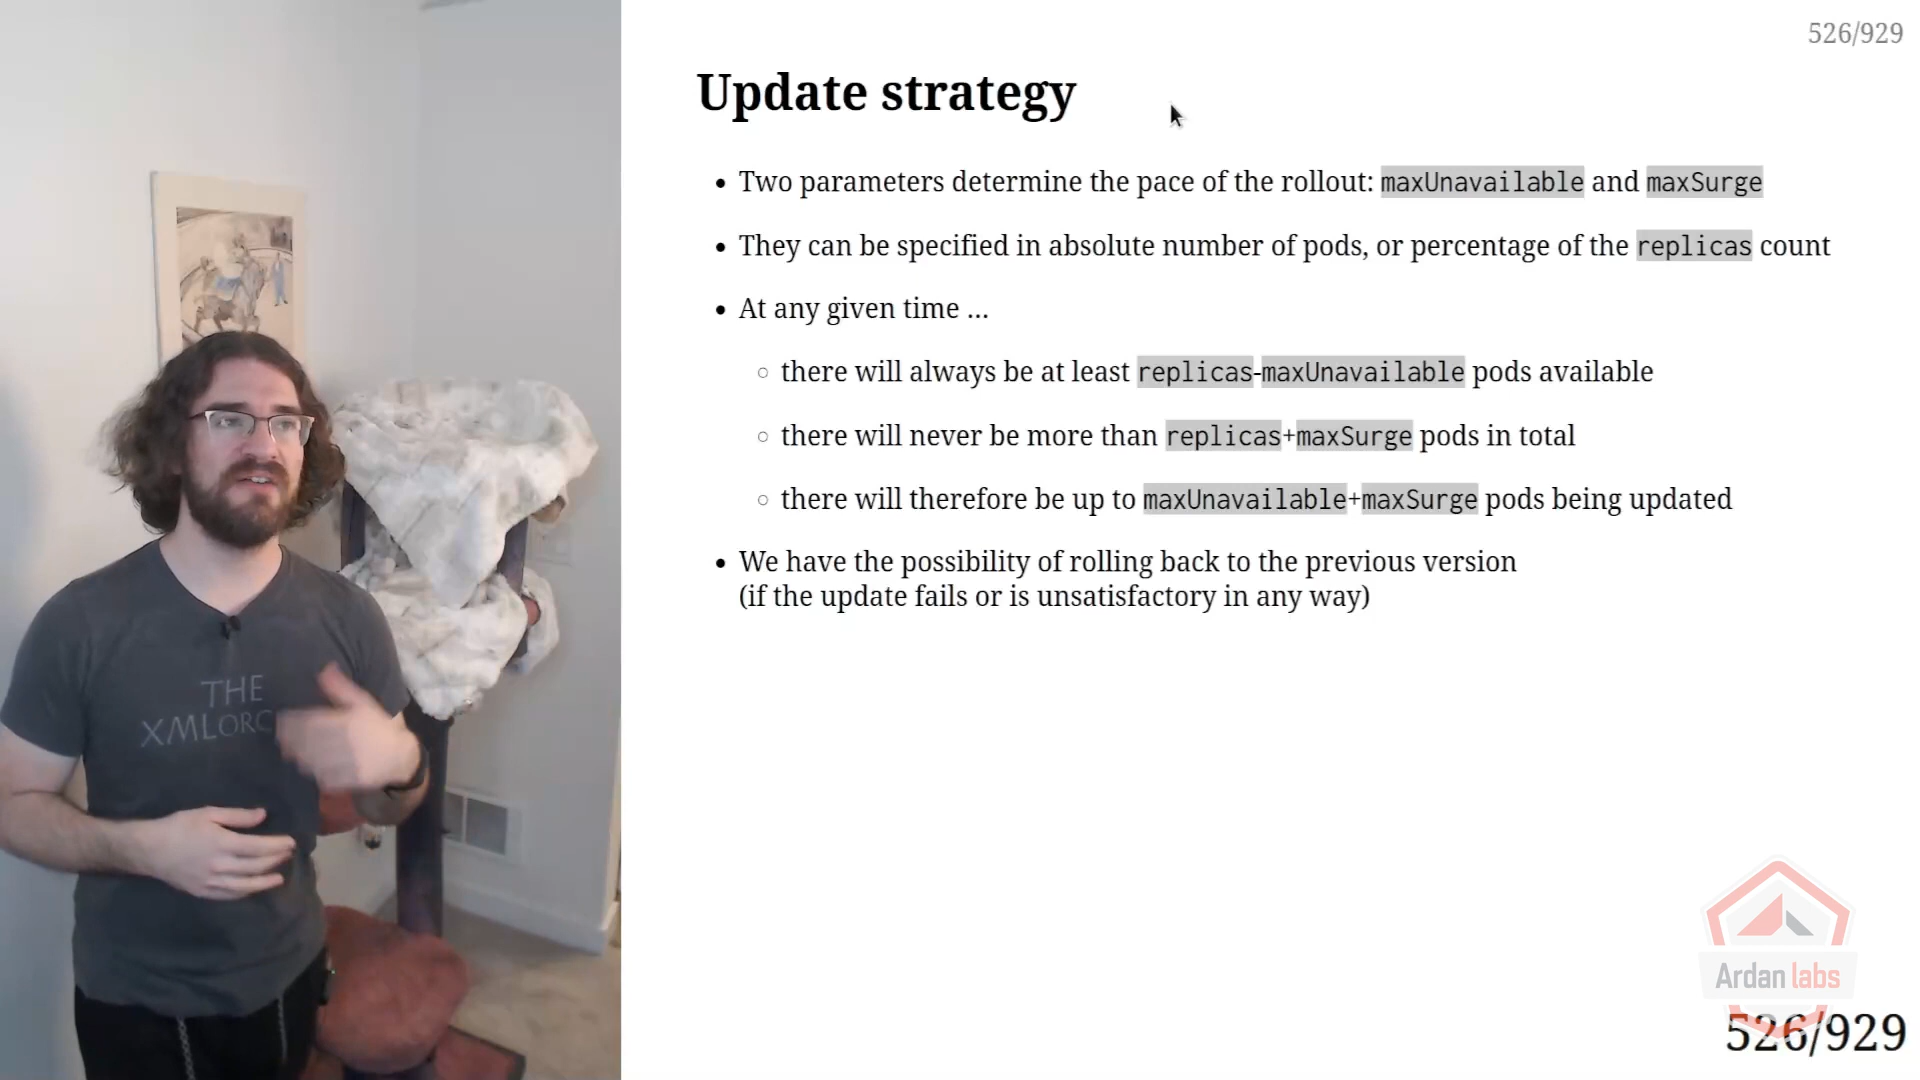 526/929
Update strategy
• Two parameters determine the pace of the rollout: maxUnavailable and maxSurge
• They can be specified in absolute number of pods, or percentage of the replicas count
• At any given time ...
○ there will always be at least replicas-maxUnavailable pods available
○ there will never be more than replicas+maxSurge pods in total
○ there will therefore be up to maxUnavailable+maxSurge pods being updated
• We have the possibility of rolling back to the previous version
(if the update fails or is unsatisfactory in any way)
THE
Ardan labs
526/929